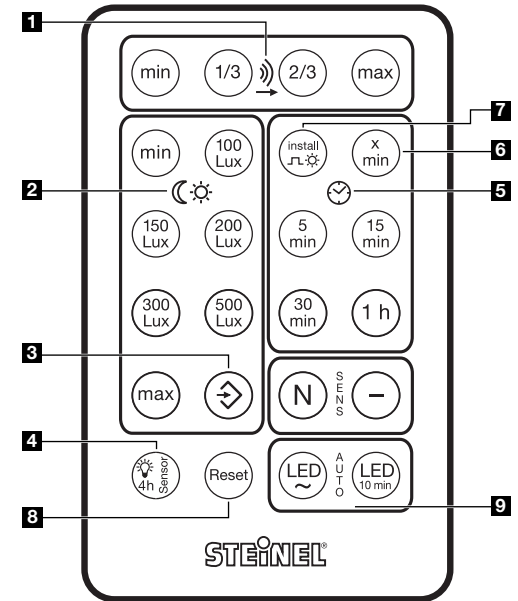 1
min 1/3 2/3 max
7
min 100 Lux install x min 6
2 5
150 Lux 200 Lux 5 min 15 min
300 Lux 500 Lux 30 min 1 h
3
max N SENS –
4
4h Sensor Reset LED ~ AUTO LED 10 min
8 9
STEINEL®